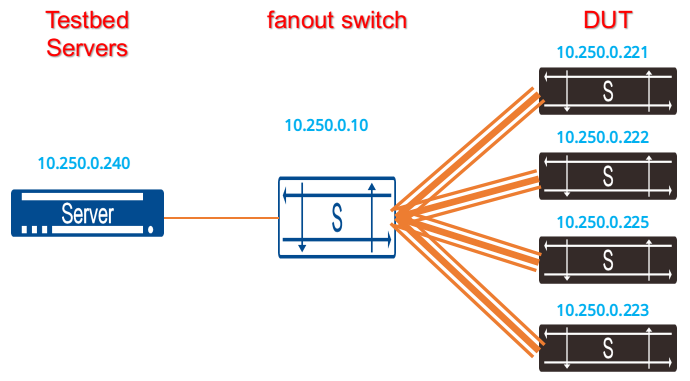 Testbed
Servers
fanout switch
DUT
10.250.0.221
S
10.250.0.10
10.250.0.222
S
10.250.0.240
Server
S
10.250.0.225
S
10.250.0.223
S